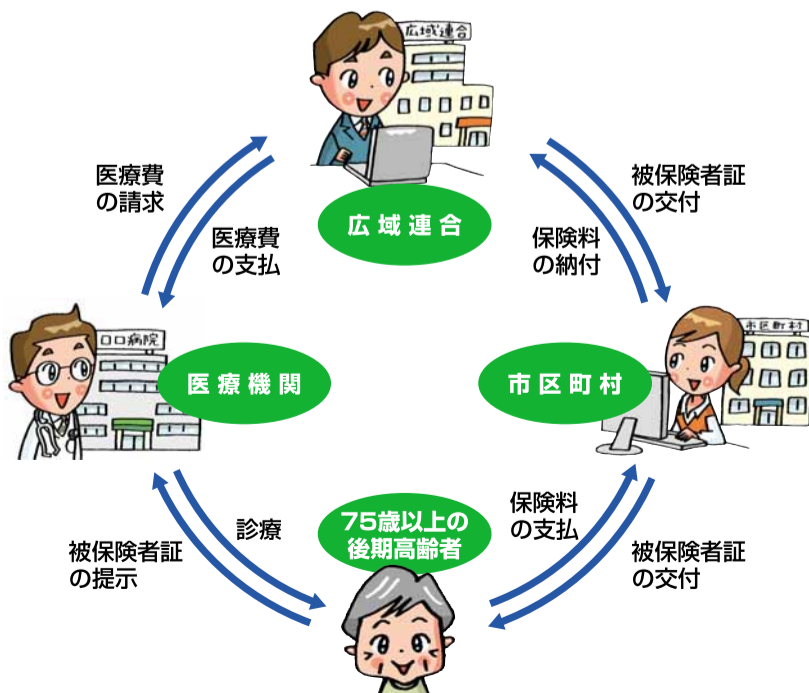 広域連合
医療費
の請求
医療費
の支払
広域連合
保険料
の納付
被保険者証
の交付
口口病院
医療機関
市区町村
市区町村
被保険者証
の提示
診療
75歳以上の
後期高齢者
保険料
の支払
被保険者証
の交付